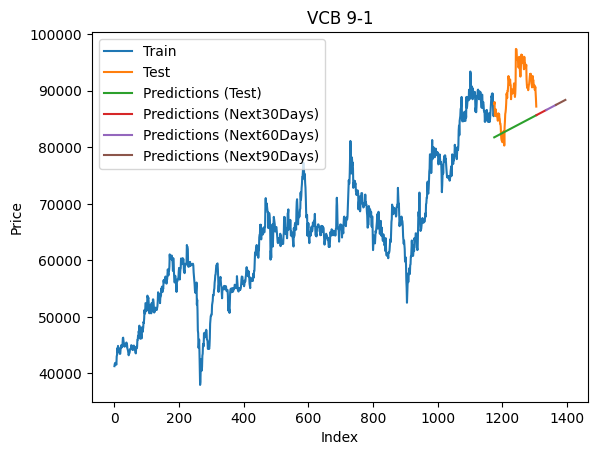 VCB 9-1
Train
Test
Predictions (Test)
Predictions (Next30Days)
Predictions (Next60Days)
Predictions (Next90Days)
100000
90000
80000
70000
60000
50000
40000
Price
0 200 400 600 800 1000 1200 1400
Index